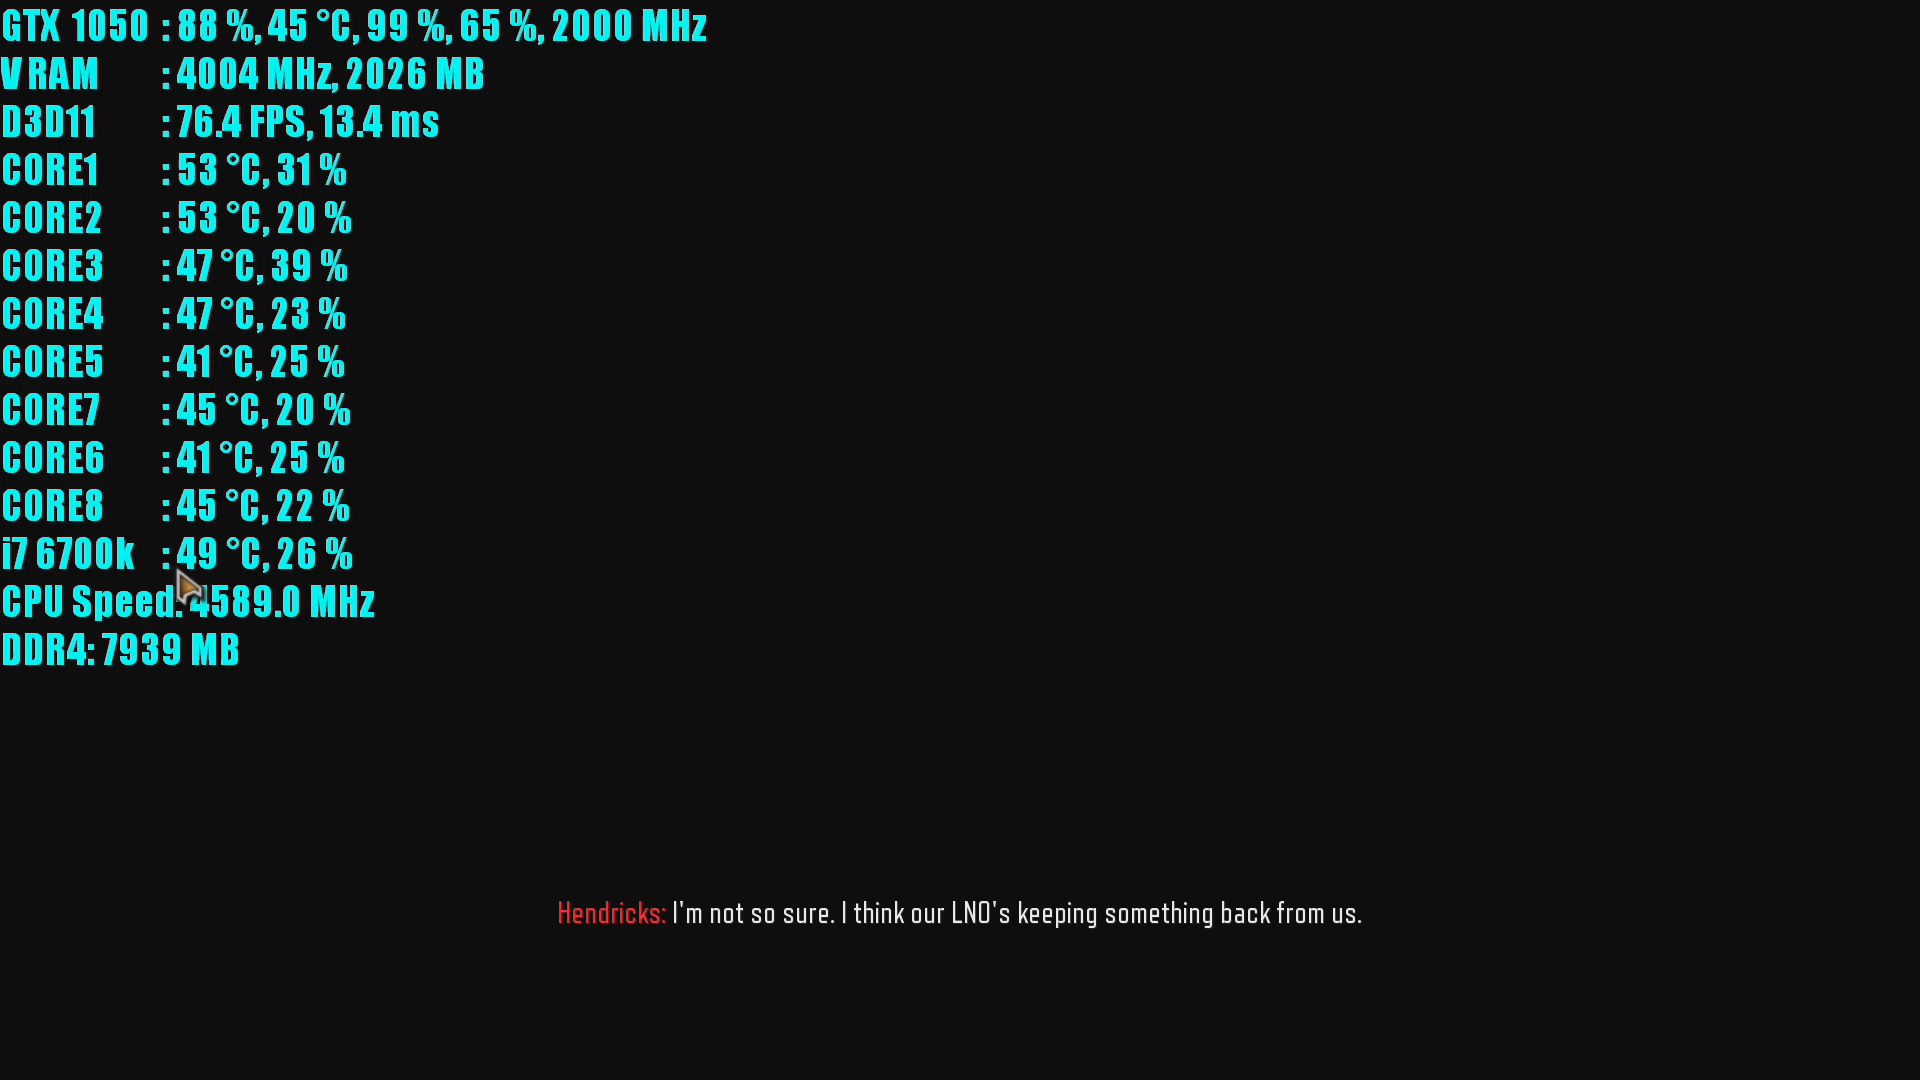 GTX 1050 : 88 %, 45 °C, 99 %, 65 %, 2000 MHz
V RAM : 4004 MHz, 2026 MB
D3D11 : 76.4 FPS, 13.4 ms
CORE1 : 53 °C, 31 %
CORE2 : 53 °C, 20 %
CORE3 : 47 °C, 39 %
CORE4 : 47 °C, 23 %
CORE5 : 41 °C, 25 %
CORE7 : 45 °C, 20 %
CORE6 : 41 °C, 25 %
CORE8 : 45 °C, 22 %
i7 6700k : 49 °C, 26 %
CPU Speed: 4589.0 MHz
DDR4: 7939 MB
Hendricks: I'm not so sure. I think our LNO's keeping something back from us.